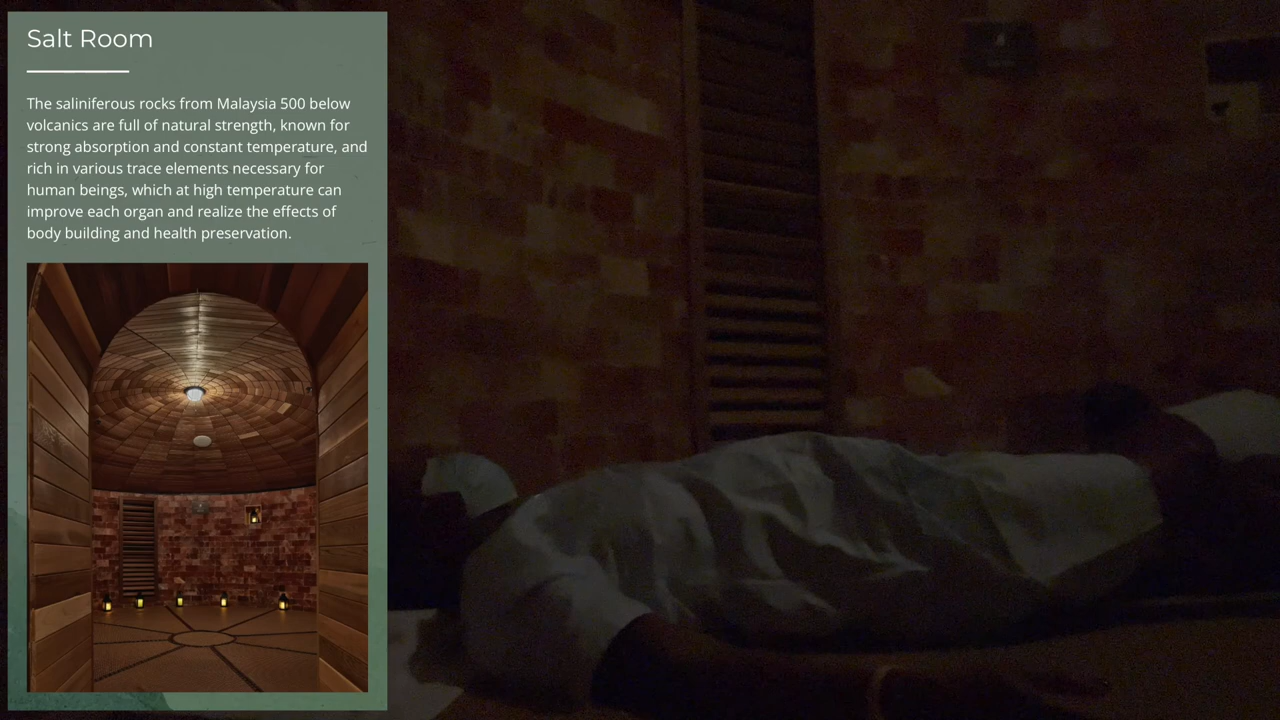 Salt Room
The saliniferous rocks from Malaysia 500 below
volcanics are full of natural strength, known for
strong absorption and constant temperature, and
rich in various trace elements necessary for
human beings, which at high temperature can
improve each organ and realize the effects of
body building and health preservation.